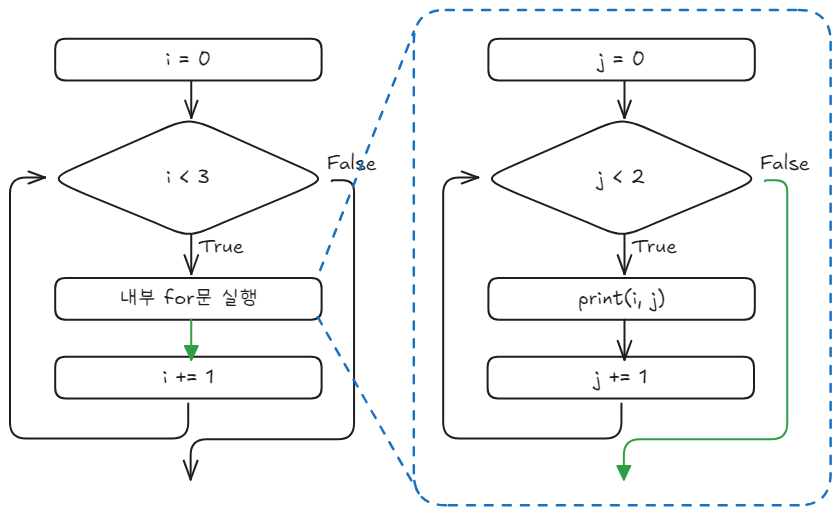 i = 0
i < 3
False
True
내부 for문 실행
i += 1
j = 0
j < 2
False
True
print(i, j)
j += 1